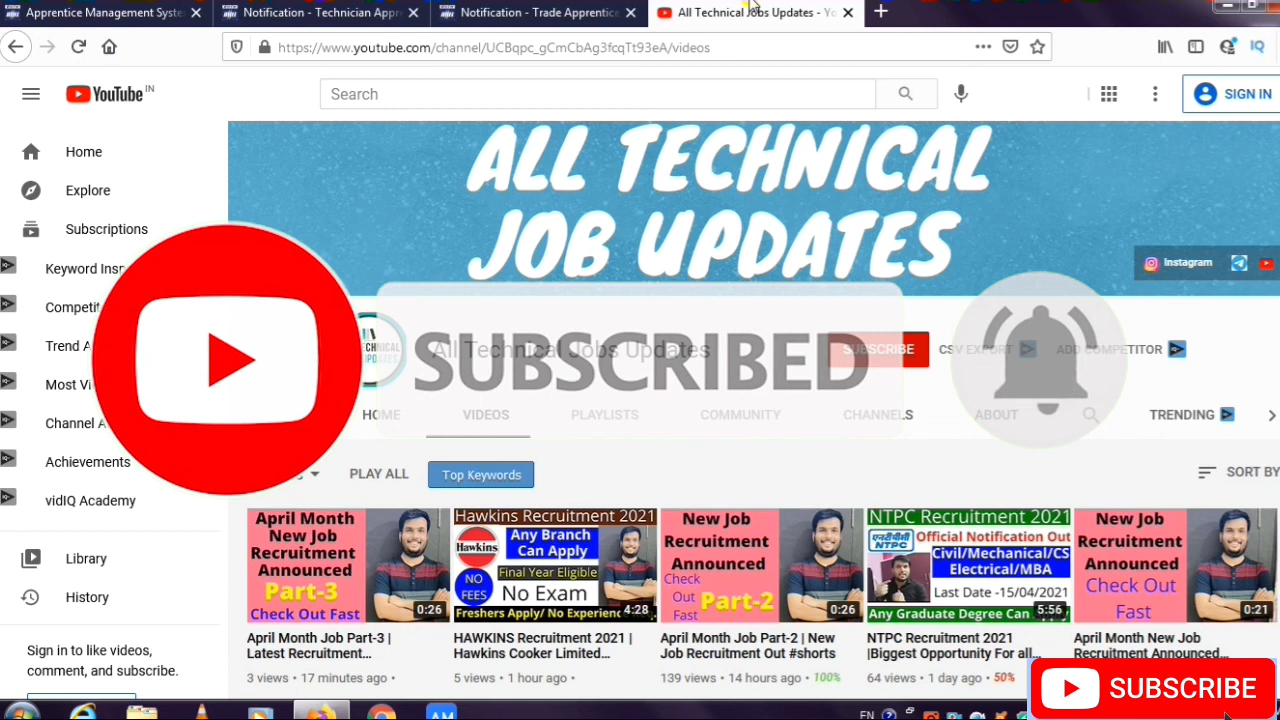 Apprentice Management Syste
Notification - Technician Appr
Notification - Trade Apprentice
All Technical Jobs Updates - Yo
https://www.youtube.com/channel/UCBqpc_gCmCbAg3fcqTt93eA/videos
IQ
YouTube IN
Search
SIGN IN
Home
Explore
Subscriptions
Keyword Insp
Competit
Trend A
Most Vi
Channel A
Achievements
vidIQ Academy
Library
History
Sign in to like videos,
comment, and subscribe.
ALL TECHNICAL
JOB UPDATES
Instagram
All Technical Jobs Updates
SUBSCRIBED
SUBSCRIBE
CSV EXPORT
ADD COMPETITOR
HOME
VIDEOS
PLAYLISTS
COMMUNITY
CHANNELS
ABOUT
TRENDING
PLAY ALL
Top Keywords
SORT BY
April Month
New Job
Recruitment
Announced
Part-3
Check Out Fast
0:26
April Month Job Part-3 |
Latest Recruitment...
3 views • 17 minutes ago •
Hawkins Recruitment 2021
Hawkins
Any Branch
Can Apply
Final Year Eligible
NO
FEES
No Exam
Freshers Apply/ No Experience
4:28
HAWKINS Recruitment 2021 |
Hawkins Cooker Limited...
5 views • 1 hour ago •
New Job
Recruitment
Announced
Check
Out
Fast
Part-2
0:26
April Month Job Part-2 | New
Job Recruitment Out #shorts
139 views • 14 hours ago • 100%
NTPC Recruitment 2021
एनटीपीसी
NTPC
Official Notification Out
Civil/Mechanical/CS
Electrical/MBA
Last Date -15/04/2021
Any Graduate Degree Can
5:56
NTPC Recruitment 2021
|Biggest Opportunity For all...
64 views • 1 day ago • 50%
New Job
Recruitment
Announced
Check Out
Fast
0:21
April Month New Job
Recruitment Announced...
SUBSCRIBE
AM
EN